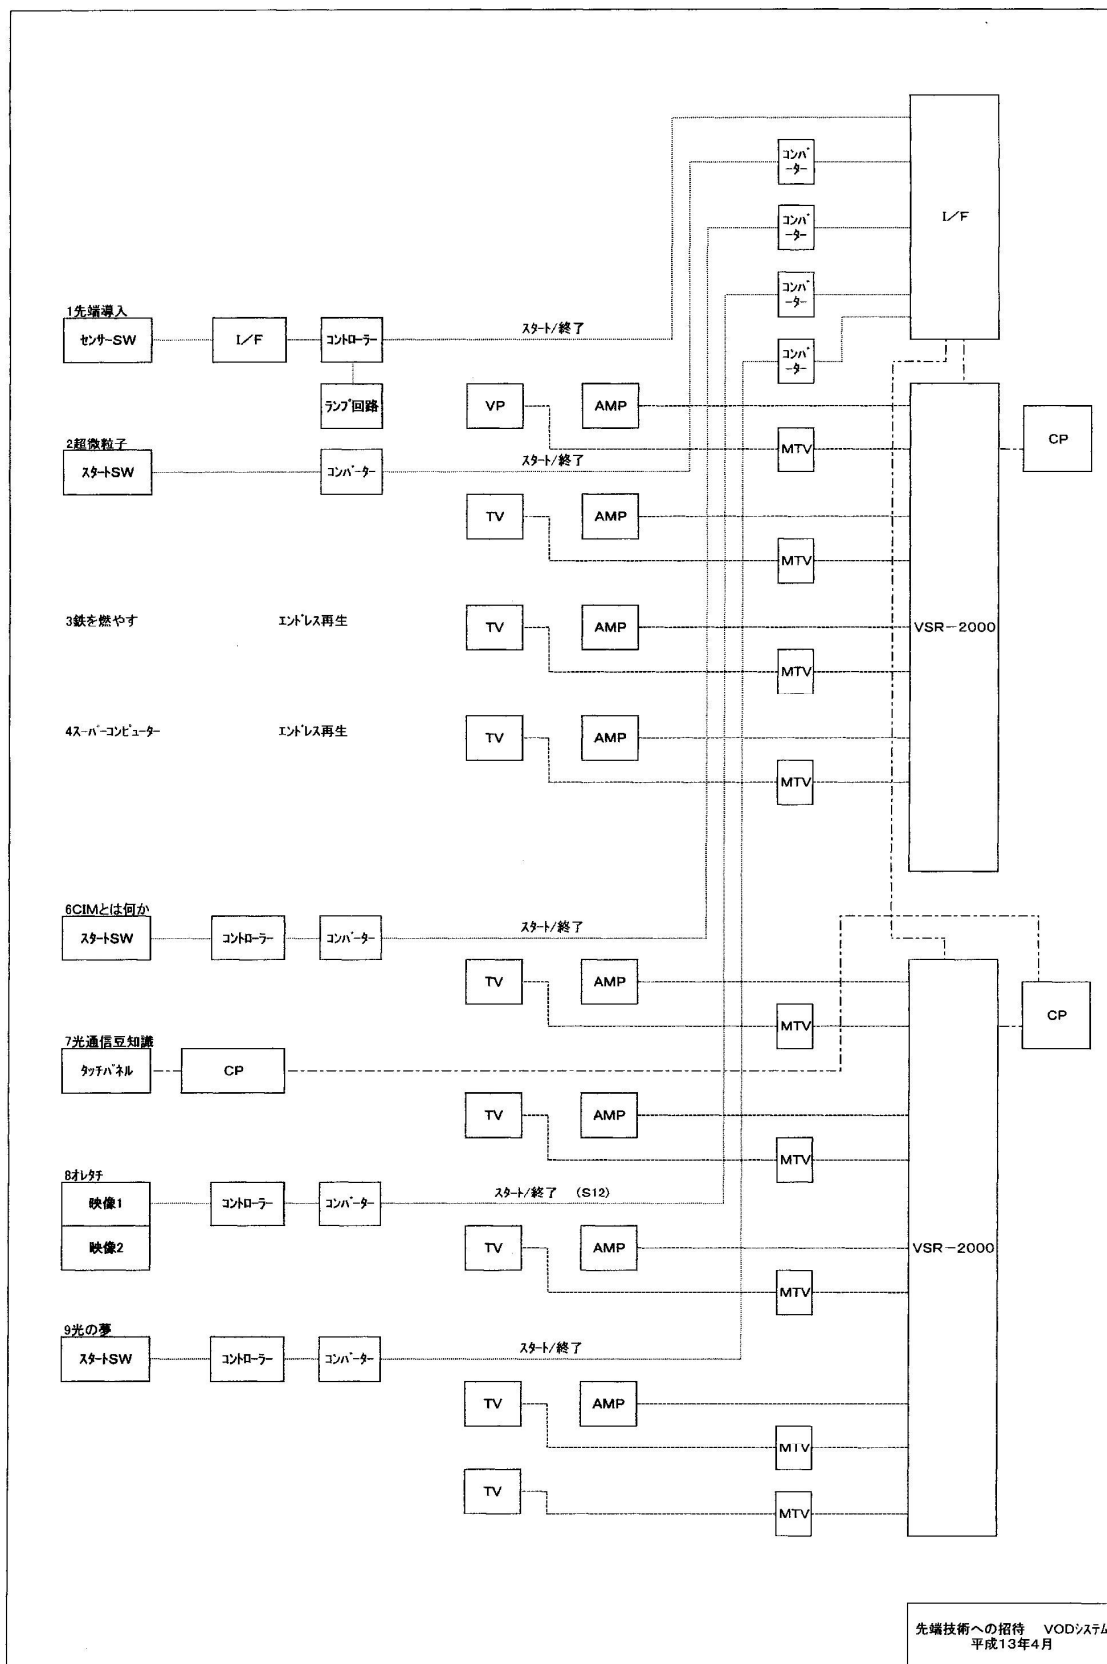 コンバ
ーター
I／F
コンバ
ーター
コンバ
ーター
1先端導入
センサーSW
I／F
コントローラー
スタート/終了
コンバ
ーター
ランプ回路
VP
AMP
CP
2超微粒子
スタートSW
コンバーター
スタート/終了
MTV
TV
AMP
MTV
3鉄を燃やす
エンドレス再生
TV
AMP
VSR－2000
MTV
4スーパーコンピューター
エンドレス再生
TV
AMP
MTV
6CIMとは何か
スタートSW
コントローラー
コンバーター
スタート/終了
TV
AMP
MTV
CP
7光通信豆知識
タッチパネル
CP
TV
AMP
MTV
8オレタチ
映像1
コントローラー
コンバーター
スタート/終了　(S12)
映像2
TV
AMP
VSR－2000
MTV
9光の夢
スタートSW
コントローラー
コンバーター
スタート/終了
TV
AMP
MTV
TV
MTV
先端技術への招待　VODシステム
平成13年4月